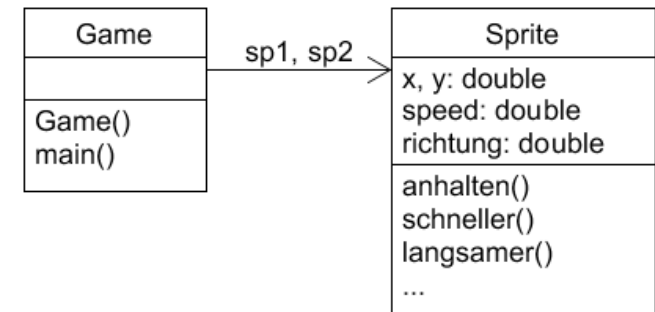 Game
Game()
main()
sp1, sp2
Sprite
x, y: double
speed: double
richtung: double
anhalten()
schneller()
langsamer()
...